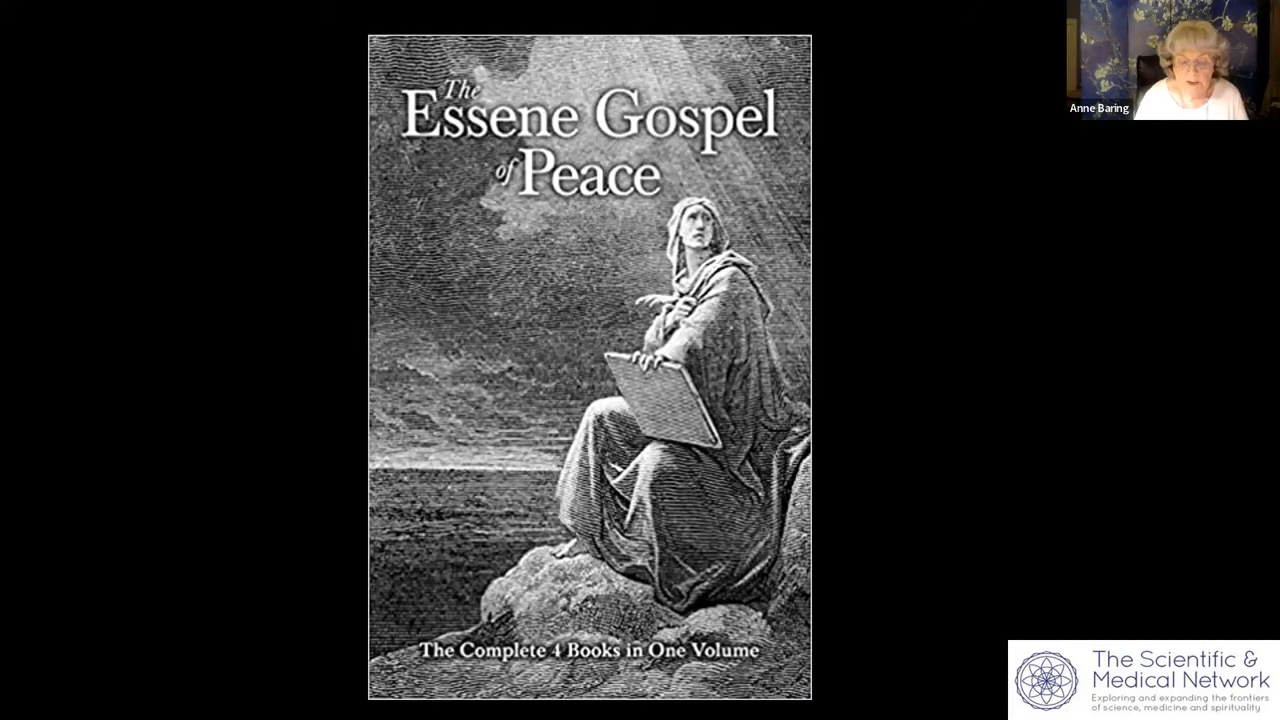 The
Essene Gospel
of Peace
The Complete 4 Books in One Volume
Anne Baring
The Scientific &
Medical Network
Exploring and expanding the frontiers
of science, medicine and spirituality